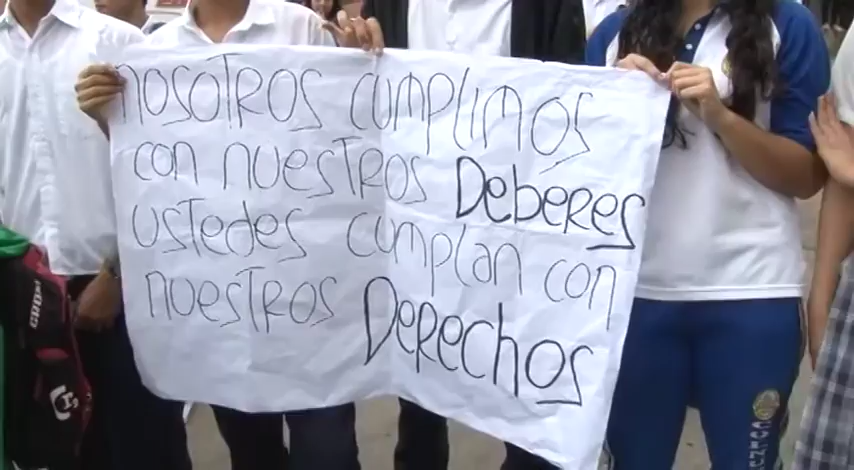 nosotros cumplimos
con nuestros Deberes
ustedes cumplan con
nuestros Derechos